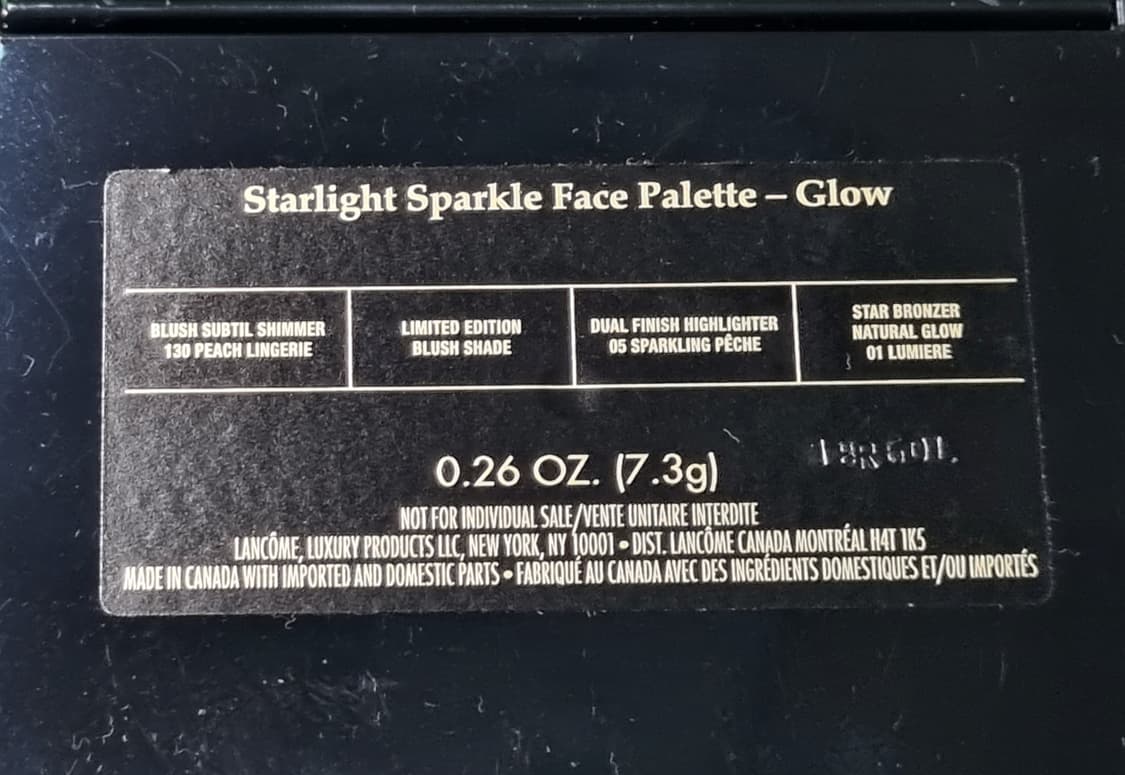 Starlight Sparkle Face Palette – Glow
BLUSH SUBTIL SHIMMER
130 PEACH LINGERIE
LIMITED EDITION
BLUSH SHADE
DUAL FINISH HIGHLIGHTER
05 SPARKLING PÊCHE
STAR BRONZER
NATURAL GLOW
01 LUMIERE
0.26 OZ. (7.3g)
NOT FOR INDIVIDUAL SALE/VENTE UNITAIRE INTERDITE
LANCÔME, LUXURY PRODUCTS LLC, NEW YORK, NY 10001 • DIST. LANCÔME CANADA MONTRÉAL H4T 1K5
MADE IN CANADA WITH IMPORTED AND DOMESTIC PARTS • FABRIQUÉ AU CANADA AVEC DES INGRÉDIENTS DOMESTIQUES ET/OU IMPORTÉS